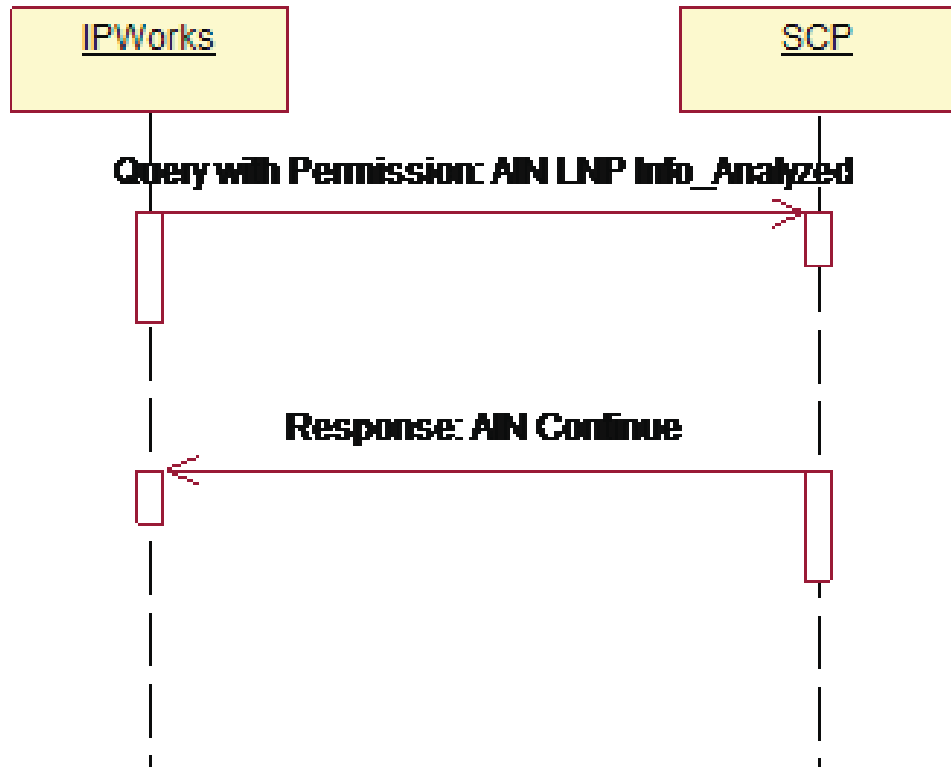 IPWorks
SCP
Query with Permission: AIN LNP Info_Analyzed
Response: AIN Continue